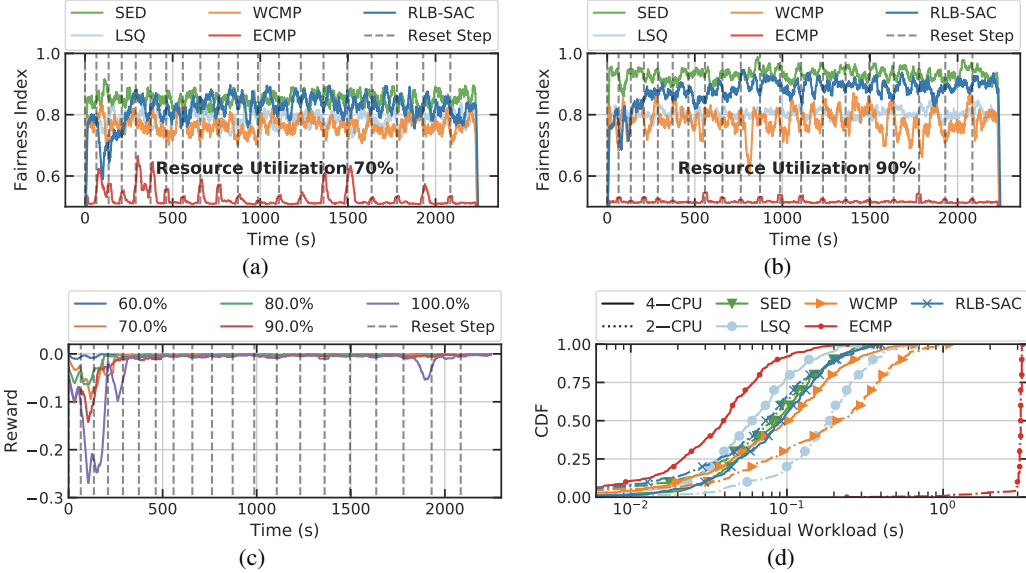 SED WCMP RLB-SAC
LSQ ECMP Reset Step
1.0
0.8
0.6
Fairness Index
Resource Utilization 70%
0 500 1000 1500 2000
Time (s)
(a)
SED WCMP RLB-SAC
LSQ ECMP Reset Step
1.0
0.8
0.6
Fairness Index
Resource Utilization 90%
0 500 1000 1500 2000
Time (s)
(b)
60.0% 80.0% 100.0%
70.0% 90.0% Reset Step
0.0
−0.1
−0.2
−0.3
Reward
0 500 1000 1500 2000
Time (s)
(c)
4—CPU SED WCMP RLB-SAC
2—CPU LSQ ECMP
1.00
0.75
0.50
0.25
0.00
CDF
10⁻² 10⁻¹ 10⁰
Residual Workload (s)
(d)